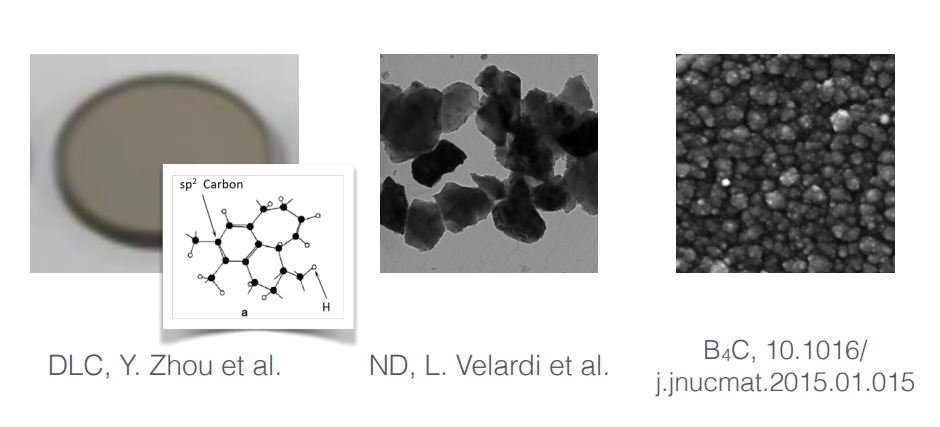 sp² Carbon
H
a
DLC, Y. Zhou et al.
ND, L. Velardi et al.
B₄C, 10.1016/
j.jnucmat.2015.01.015